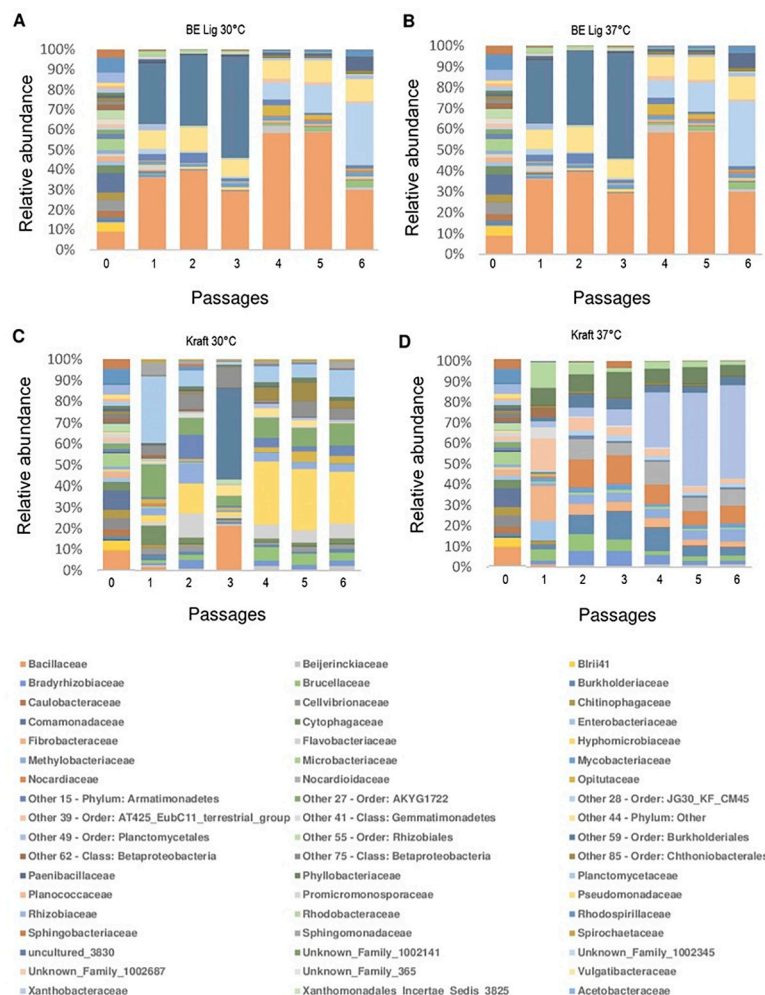 A
BE Lig 30°C
100%
90%
80%
70%
60%
50%
40%
30%
20%
10%
0%
Relative abundance
0 1 2 3 4 5 6
Passages
B
BE Lig 37°C
100%
90%
80%
70%
60%
50%
40%
30%
20%
10%
0%
Relative abundance
0 1 2 3 4 5 6
Passages
C
Kraft 30°C
100%
90%
80%
70%
60%
50%
40%
30%
20%
10%
0%
Relative abundance
0 1 2 3 4 5 6
Passages
D
Kraft 37°C
100%
90%
80%
70%
60%
50%
40%
30%
20%
10%
0%
Relative abundance
0 1 2 3 4 5 6
Passages
Bacillaceae Beijerinckiaceae Blrii41
Bradyrhizobiaceae Brucellaceae Burkholderiaceae
Caulobacteraceae Cellvibrionaceae Chitinophagaceae
Comamonadaceae Cytophagaceae Enterobacteriaceae
Fibrobacteraceae Flavobacteriaceae Hyphomicrobiaceae
Methylobacteriaceae Microbacteriaceae Mycobacteriaceae
Nocardiaceae Nocardioidaceae Opitutaceae
Other 15 - Phylum: Armatimonadetes Other 27 - Order: AKYG1722 Other 28 - Order: JG30_KF_CM45
Other 39 - Order: AT425_EubC11_terrestrial_group Other 41 - Class: Gemmatimonadetes Other 44 - Phylum: Other
Other 49 - Order: Planctomycetales Other 55 - Order: Rhizobiales Other 59 - Order: Burkholderiales
Other 62 - Class: Betaproteobacteria Other 75 - Class: Betaproteobacteria Other 85 - Order: Chthoniobacterales
Paenibacillaceae Phyllobacteriaceae Planctomycetaceae
Planococcaceae Promicromonosporaceae Pseudomonadaceae
Rhizobiaceae Rhodobacteraceae Rhodospirillaceae
Sphingobacteriaceae Sphingomonadaceae Spirochaetaceae
uncultured_3830 Unknown_Family_1002141 Unknown_Family_1002345
Unknown_Family_1002687 Unknown_Family_365 Vulgatibacteraceae
Xanthobacteraceae Xanthomonadales_Incertae_Sedis_3825 Acetobacteraceae